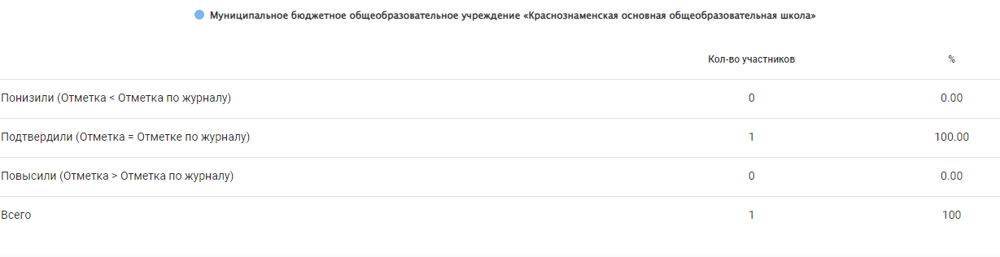 Муниципальное бюджетное общеобразовательное учреждение «Краснознаменская основная общеобразовательная школа»
Кол-во участников %
Понизили (Отметка < Отметка по журналу) 0 0.00
Подтвердили (Отметка = Отметке по журналу) 1 100.00
Повысили (Отметка > Отметка по журналу) 0 0.00
Всего 1 100